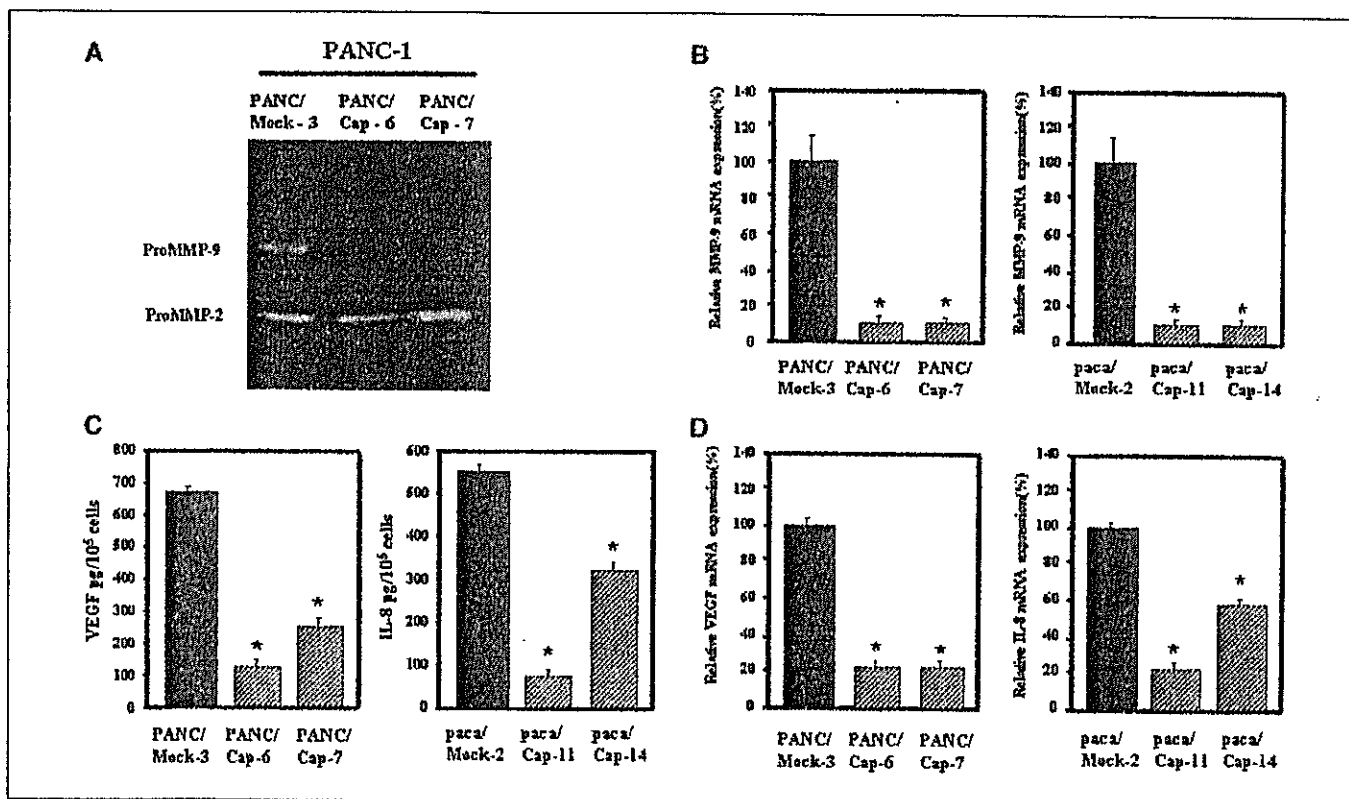 A
PANC-1
PANC/ PANC/ PANC/
Mock - 3 Cap - 6 Cap - 7
ProMMP-9
ProMMP-2
B
Relative MMP-9 mRNA expression(%)
140
120
100
80
60
40
20
0
* *
PANC/ PANC/ PANC/
Mock-3 Cap-6 Cap-7
Relative MMP-9 mRNA expression(%)
140
120
100
80
60
40
20
0
* *
paca/ paca/ paca/
Mock-2 Cap-11 Cap-14
C
VEGF pg/10⁵ cells
800
700
600
500
400
300
200
100
0
* *
PANC/ PANC/ PANC/
Mock-3 Cap-6 Cap-7
IL-8 pg/10⁵ cells
600
500
400
300
200
100
0
* *
paca/ paca/ paca/
Mock-2 Cap-11 Cap-14
D
Relative VEGF mRNA expression(%)
140
120
100
80
60
40
20
0
* *
PANC/ PANC/ PANC/
Mock-3 Cap-6 Cap-7
Relative IL-8 mRNA expression(%)
140
120
100
80
60
40
20
0
* *
paca/ paca/ paca/
Mock-2 Cap-11 Cap-14